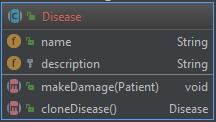 C Disease
f name String
f description String
m makeDamage(Patient) void
m cloneDisease() Disease